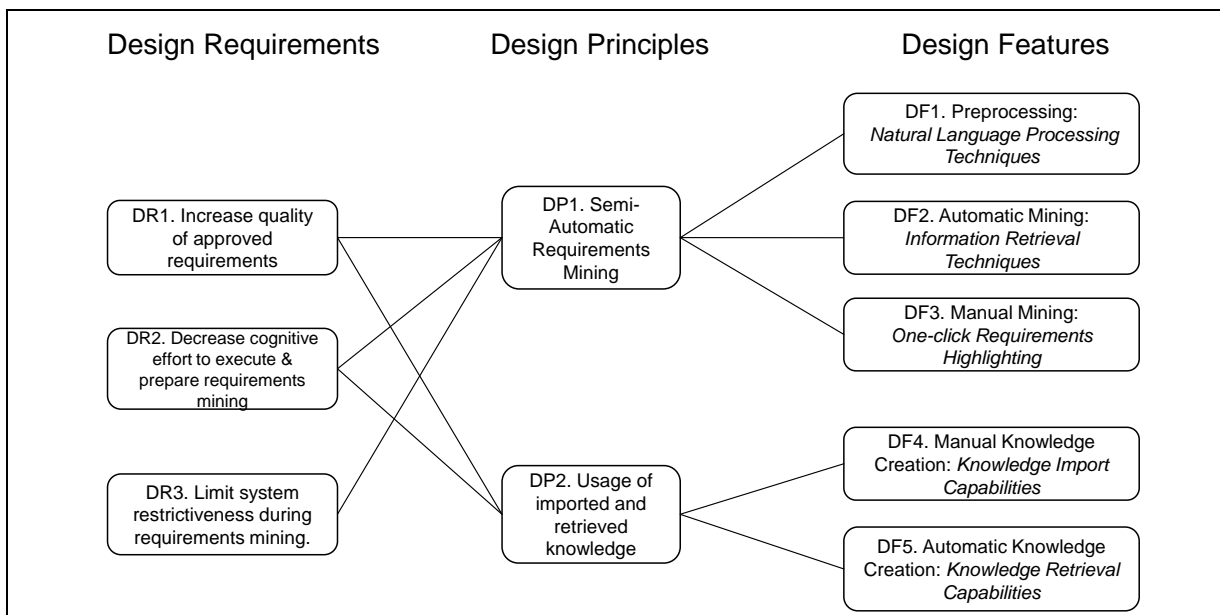 Design Requirements
Design Principles
Design Features
DR1. Increase quality
of approved
requirements
DR2. Decrease cognitive
effort to execute &
prepare requirements
mining
DR3. Limit system
restrictiveness during
requirements mining.
DP1. Semi-
Automatic
Requirements
Mining
DP2. Usage of
imported and
retrieved
knowledge
DF1. Preprocessing:
Natural Language Processing
Techniques
DF2. Automatic Mining:
Information Retrieval
Techniques
DF3. Manual Mining:
One-click Requirements
Highlighting
DF4. Manual Knowledge
Creation: Knowledge Import
Capabilities
DF5. Automatic Knowledge
Creation: Knowledge Retrieval
Capabilities